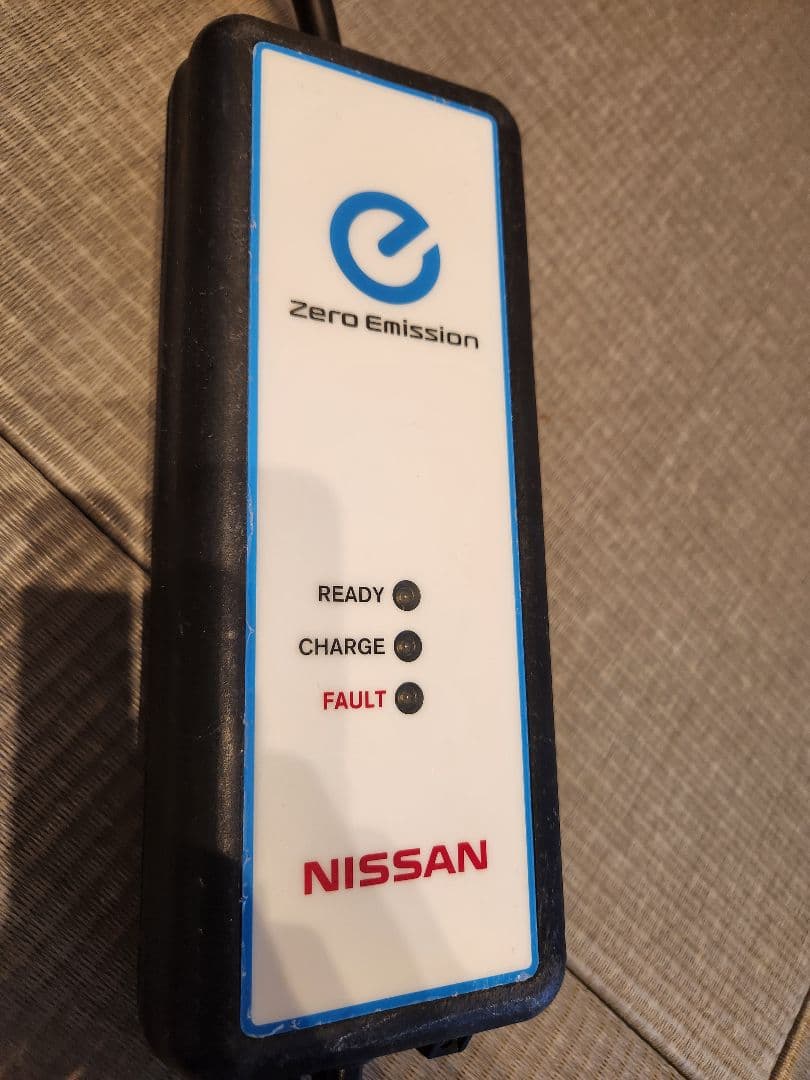 Zero Emission
READY
CHARGE
FAULT
NISSAN